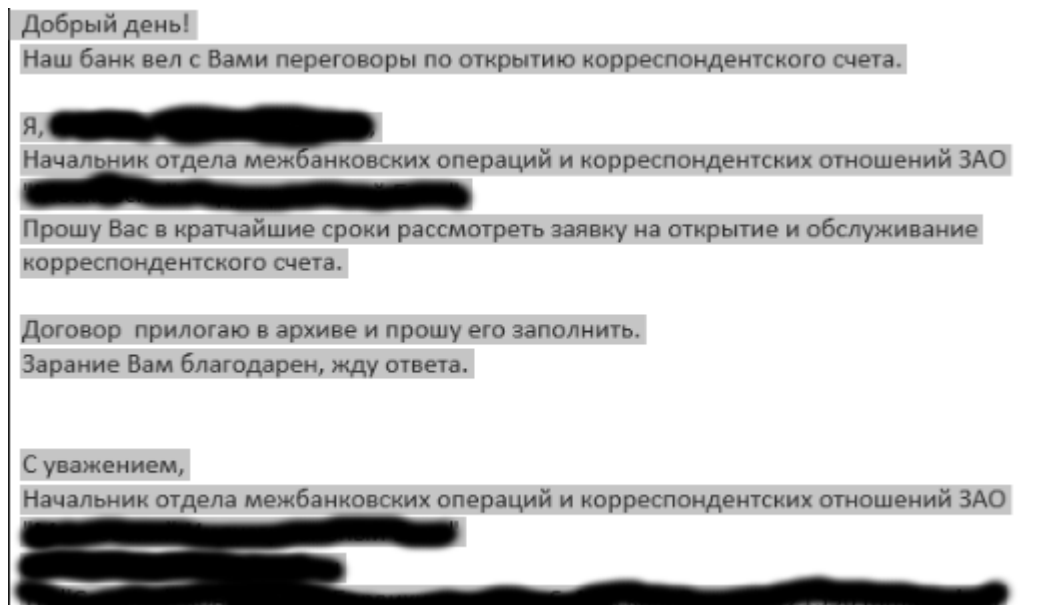 Добрый день!
Наш банк вел с Вами переговоры по открытию корреспондентского счета.
Я,
Начальник отдела межбанковских операций и корреспондентских отношений ЗАО
Прошу Вас в кратчайшие сроки рассмотреть заявку на открытие и обслуживание
корреспондентского счета.
Договор прилогаю в архиве и прошу его заполнить.
Зарание Вам благодарен, жду ответа.
С уважением,
Начальник отдела межбанковских операций и корреспондентских отношений ЗАО